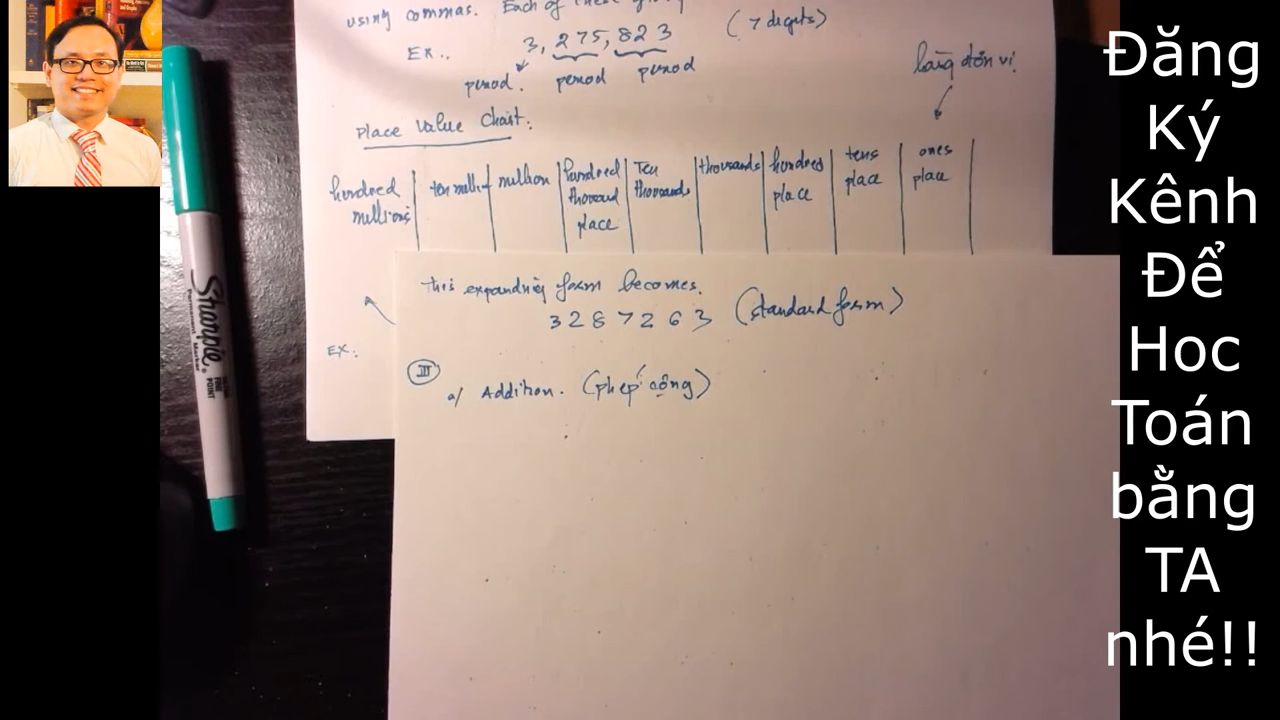 using commas. Each of these
EX.. 3, 275, 823 (7 digits)
period. period period
hàng đơn vị
Place Value Chart:
hundred millions
ten mill
million
hundred thousand place
Ten thousands
thousands
hundred place
tens place
ones place
this expanding form becomes.
3287263 (standard form)
EX:
III
a/ Addition. (phép cộng)
Sharpie
Đăng
Ký
Kênh
Để
Hoc
Toán
bằng
TA
nhé!!